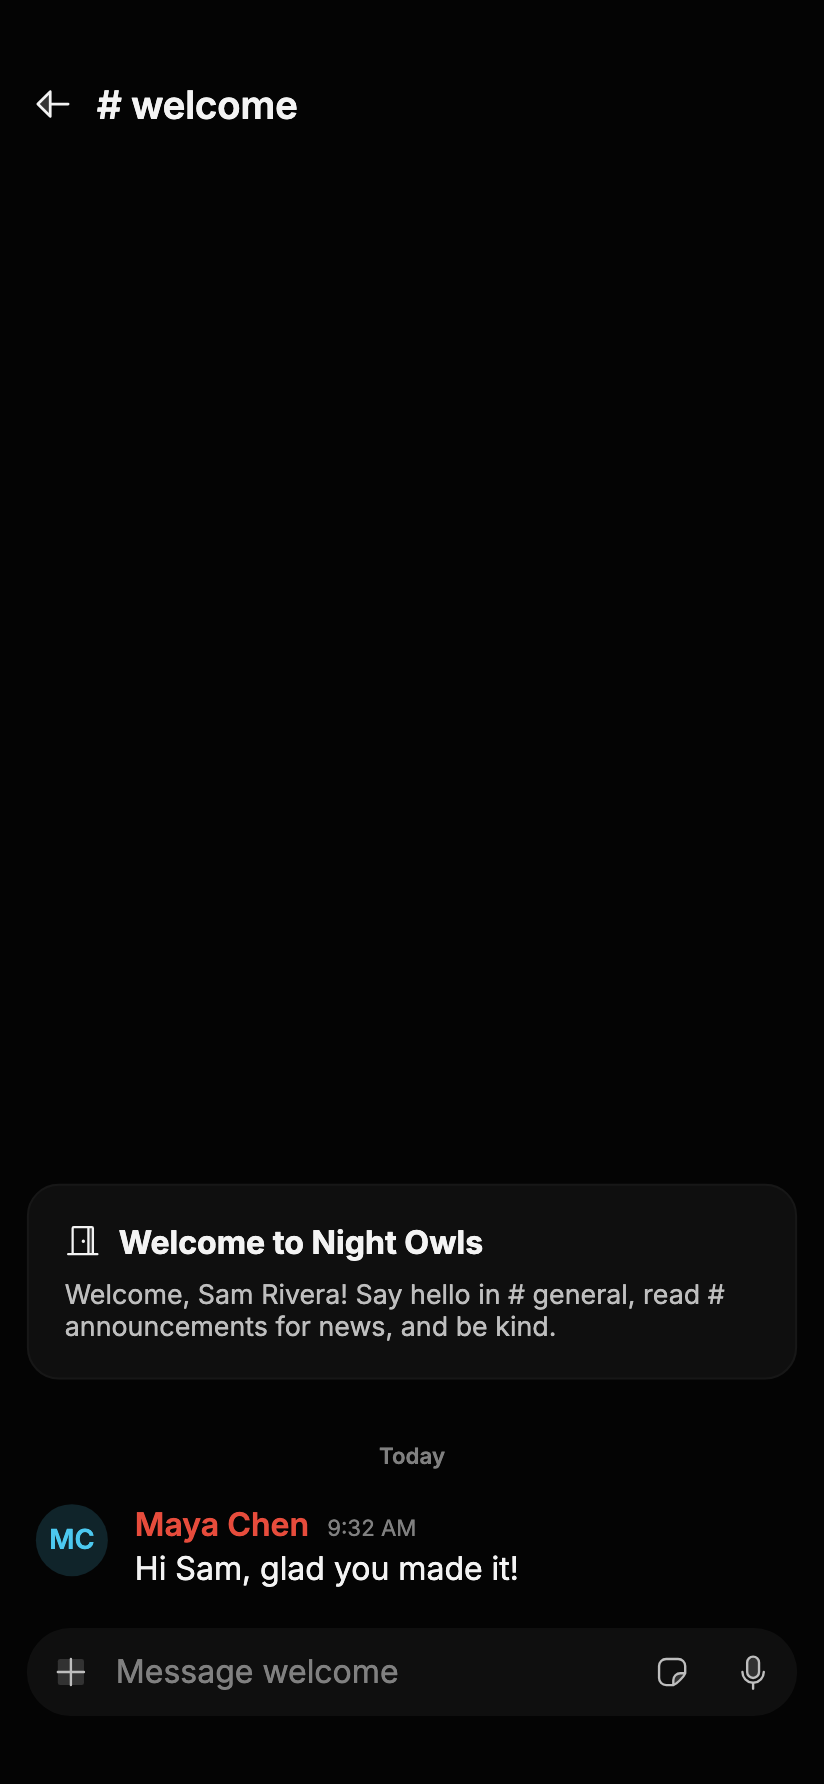 # welcome
Welcome to Night Owls
Welcome, Sam Rivera! Say hello in # general, read #
announcements for news, and be kind.
Today
MC
Maya Chen 9:32 AM
Hi Sam, glad you made it!
Message welcome